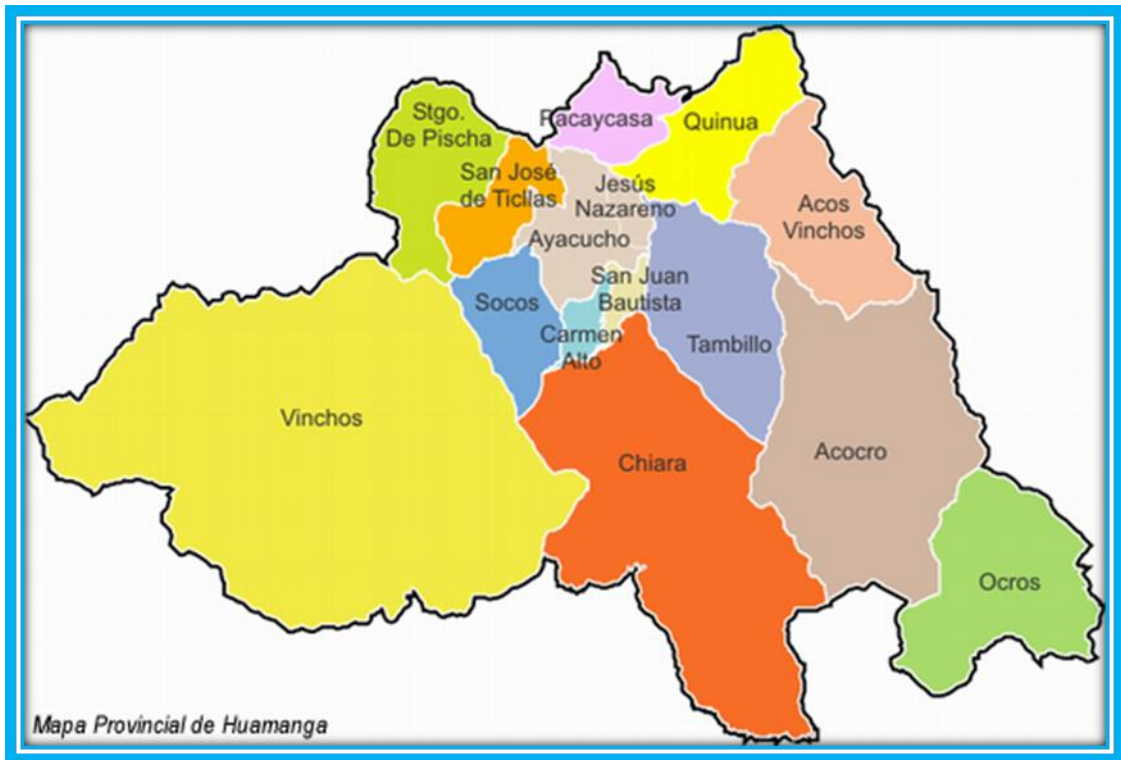 Stgo.
De Pischa
Pacaycasa
Quinua
San José
de Ticllas
Jesús
Nazareno
Acos
Vinchos
Ayacucho
San Juan
Bautista
Socos
Carmen
Alto
Tambillo
Vinchos
Chiara
Acocro
Ocros
Mapa Provincial de Huamanga